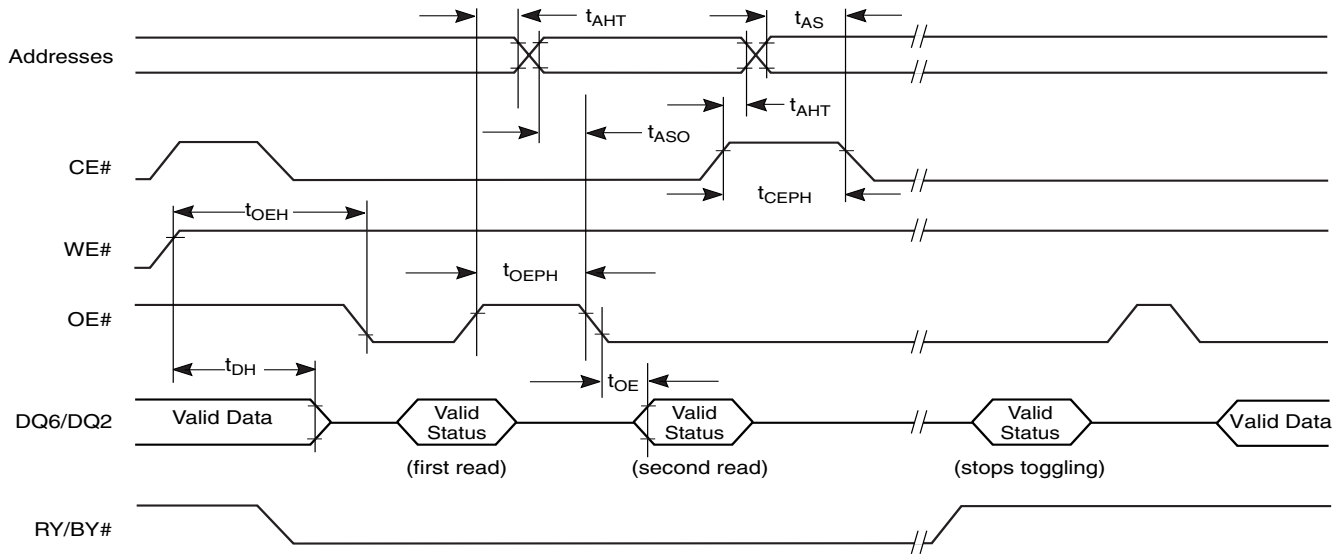 tAHT
tAS
Addresses
tAHT
tASO
CE#
tCEPH
tOEH
WE#
tOEPH
OE#
tDH
tOE
DQ6/DQ2
Valid Data
Valid
Status
Valid
Status
Valid
Status
Valid Data
(first read)
(second read)
(stops toggling)
RY/BY#